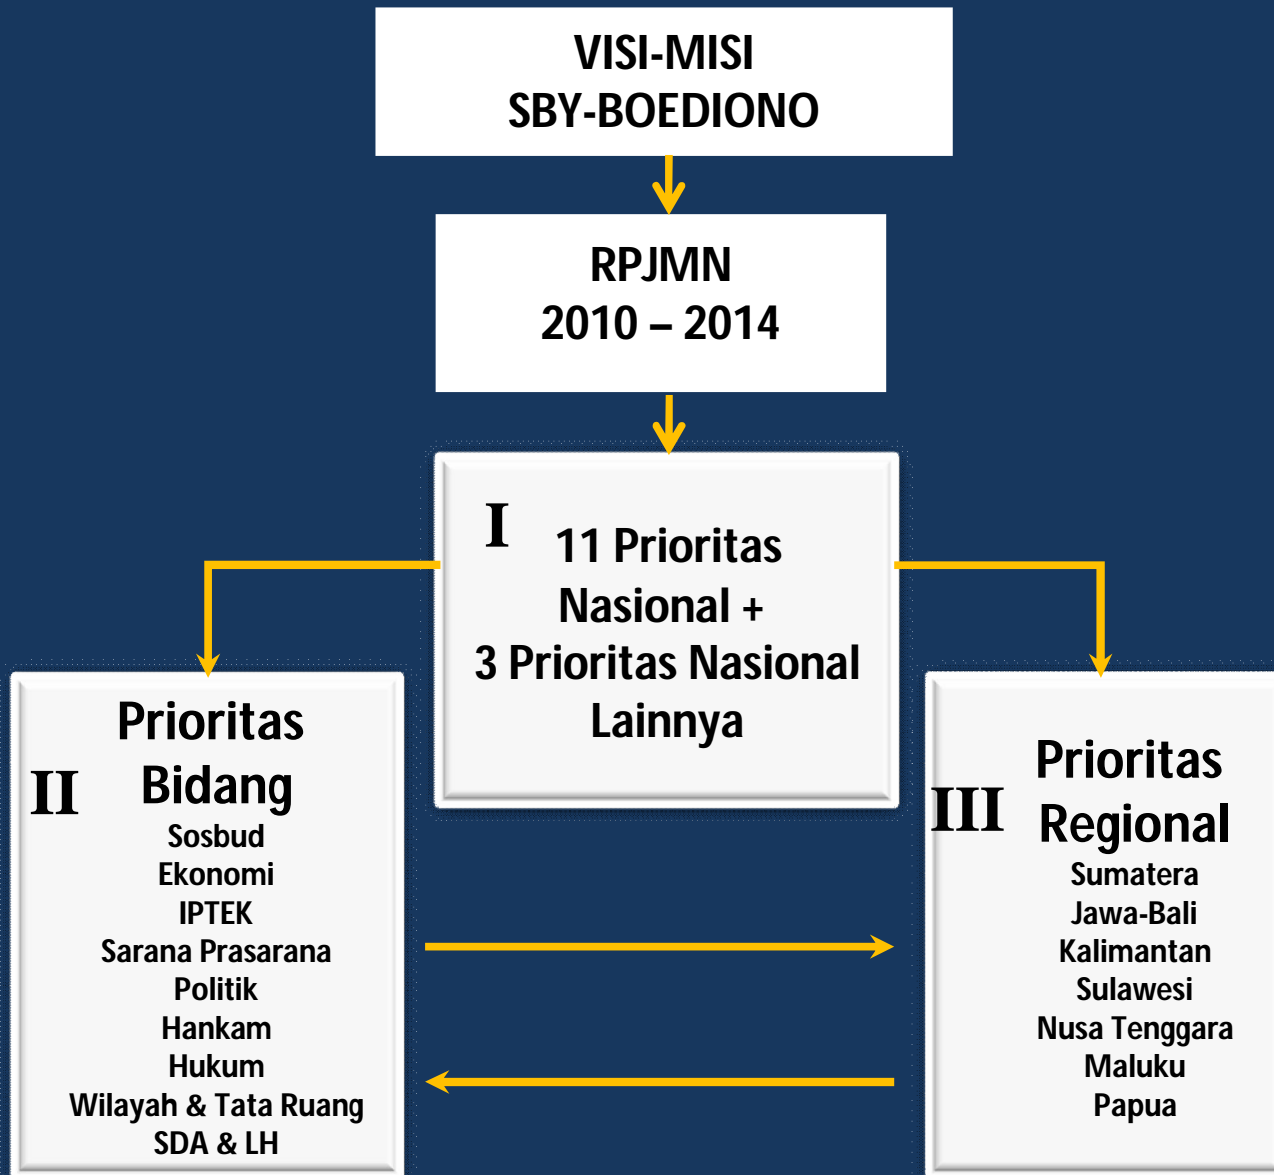 VISI-MISI
SBY-BOEDIONO
RPJMN
2010 – 2014
I
11 Prioritas
Nasional +
3 Prioritas Nasional
Lainnya
II
Prioritas
Bidang
Sosbud
Ekonomi
IPTEK
Sarana Prasarana
Politik
Hankam
Hukum
Wilayah & Tata Ruang
SDA & LH
III
Prioritas
Regional
Sumatera
Jawa-Bali
Kalimantan
Sulawesi
Nusa Tenggara
Maluku
Papua